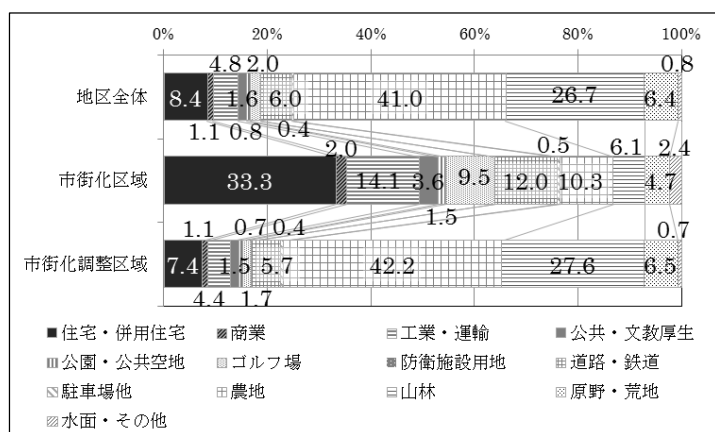 0% 20% 40% 60% 80% 100%
4.8 2.0 0.8
地区全体 8.4 1.6 6.0 41.0 26.7 6.4
1.1 0.8 0.4
2.0 0.5 6.1 2.4
市街化区域 33.3 14.1 3.6 9.5 12.0 10.3 4.7
1.5
1.1 0.7 0.4 0.7
市街化調整区域 7.4 1.5 5.7 42.2 27.6 6.5
4.4 1.7
住宅・併用住宅 商業 工業・運輸 公共・文教厚生
公園・公共空地 ゴルフ場 防衛施設用地 道路・鉄道
駐車場他 農地 山林 原野・荒地
水面・その他